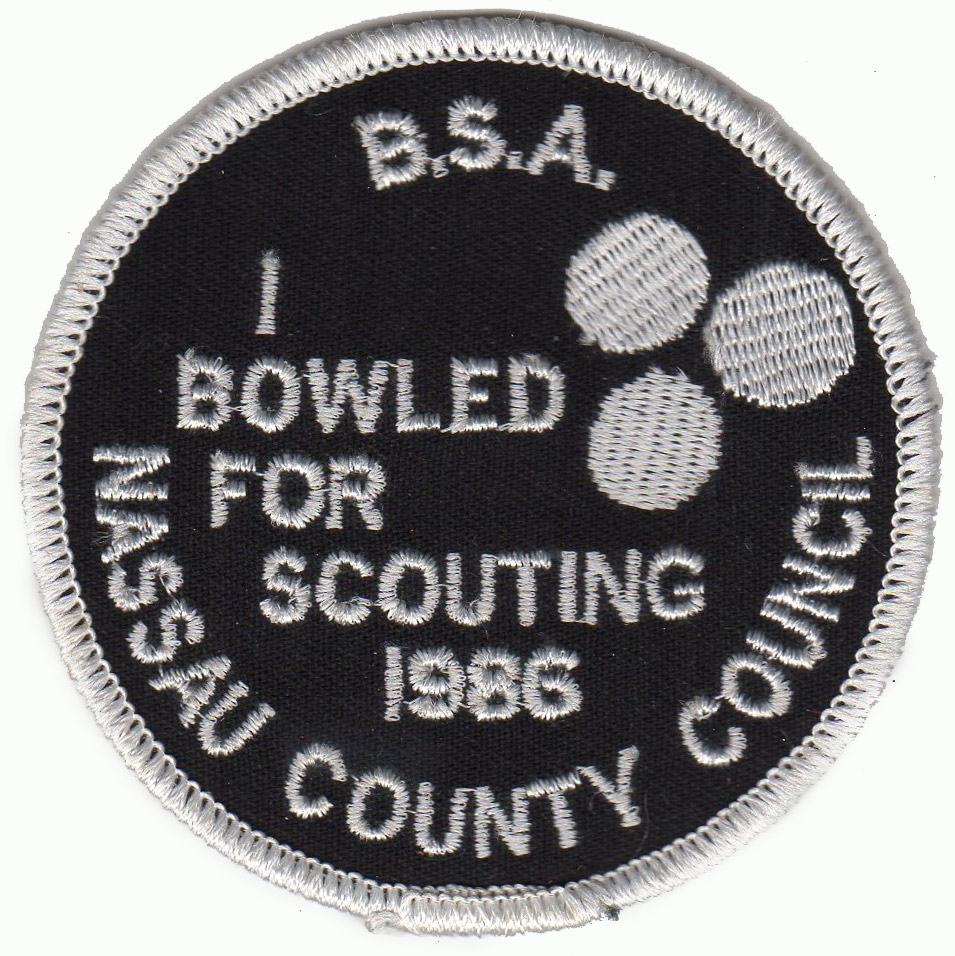 B.S.A.
I
BOWLED
FOR
SCOUTING
1986
NASSAU COUNTY COUNCIL